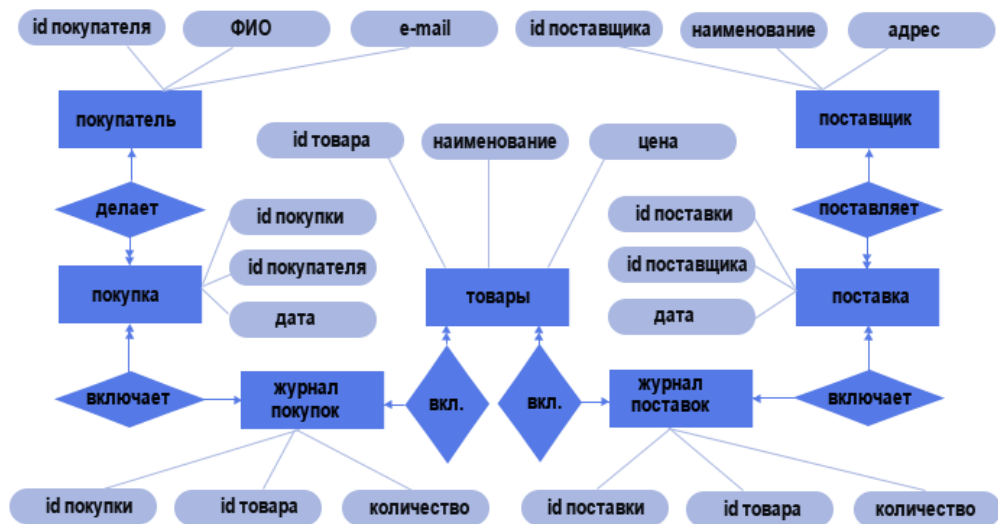 id покупателя
ФИО
e-mail
id поставщика
наименование
адрес
покупатель
поставщик
id товара
наименование
цена
делает
поставляет
id покупки
id поставки
id покупателя
id поставщика
покупка
товары
поставка
дата
дата
включает
журнал
покупок
вкл.
вкл.
журнал
поставок
включает
id покупки
id товара
количество
id поставки
id товара
количество